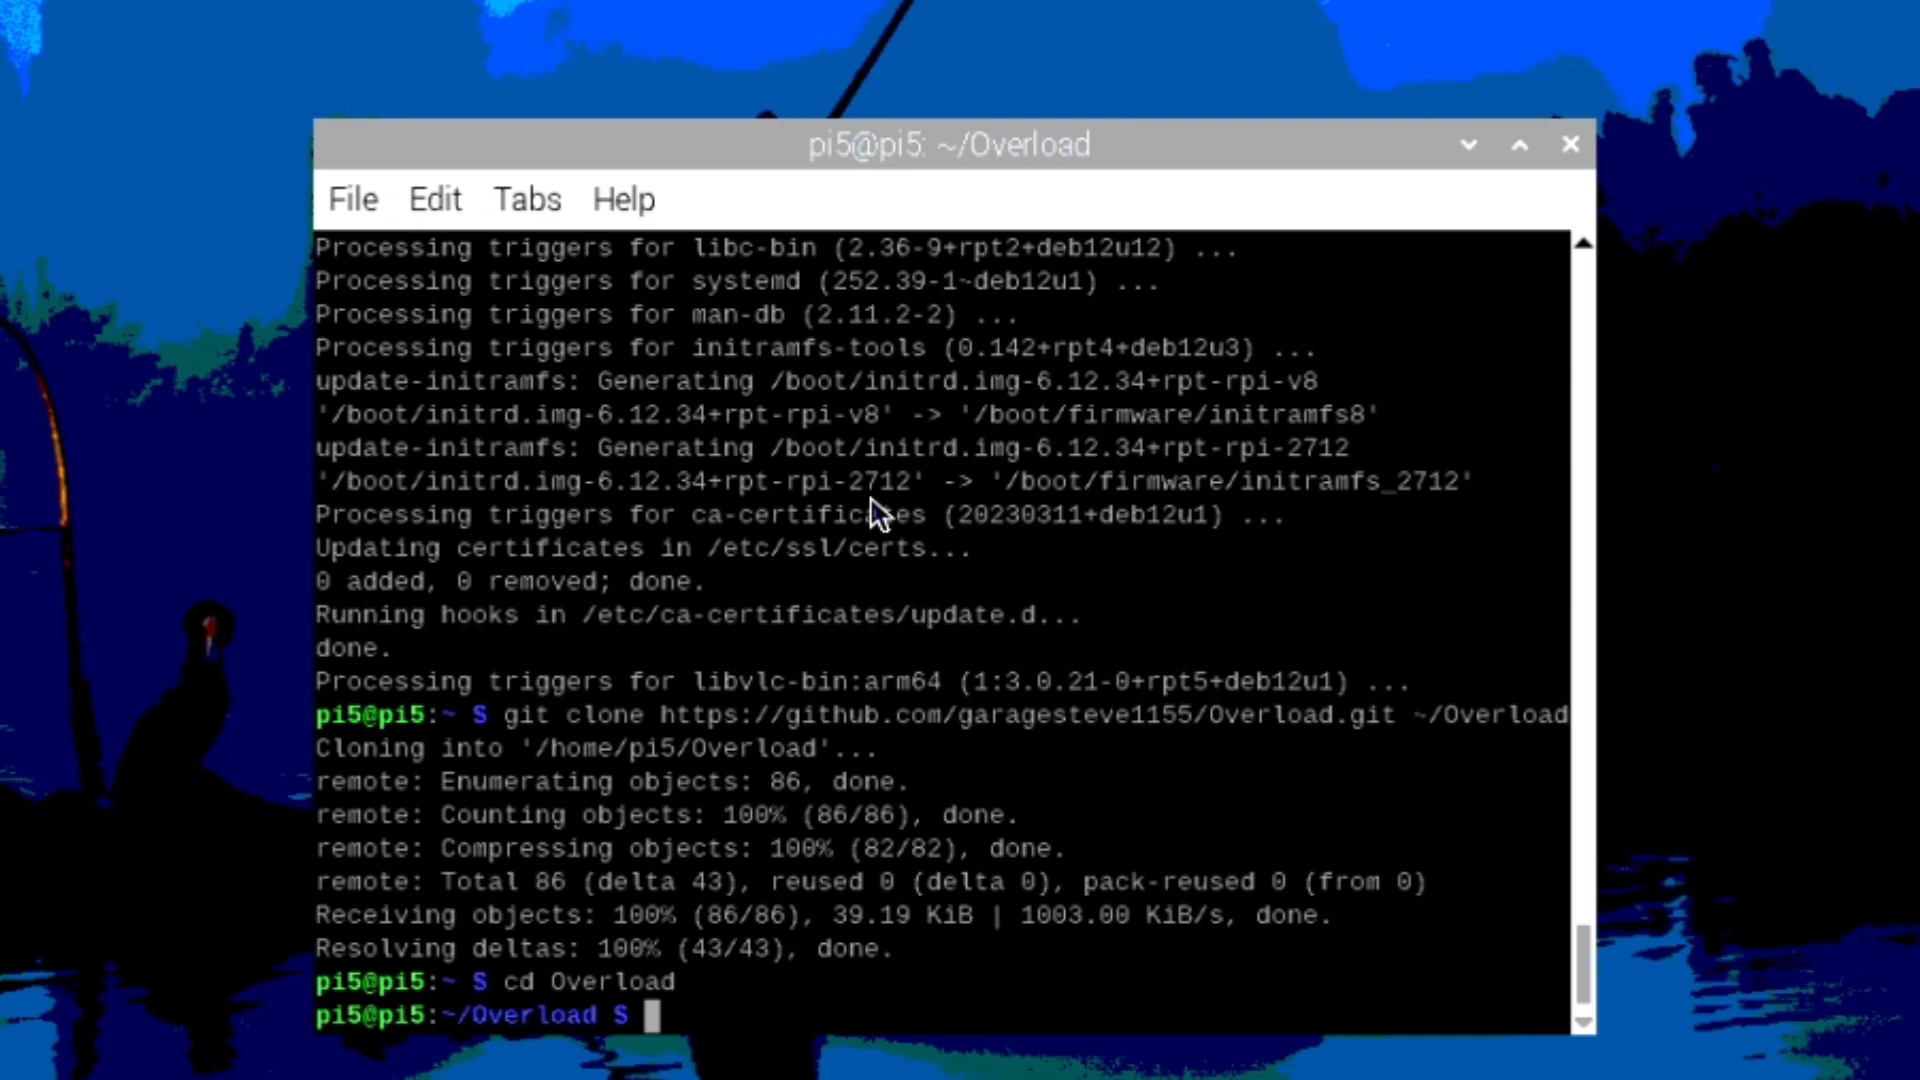 pi5@pi5: ~/Overload
File Edit Tabs Help
Processing triggers for libc-bin (2.36-9+rpt2+deb12u12) ...
Processing triggers for systemd (252.39-1~deb12u1) ...
Processing triggers for man-db (2.11.2-2) ...
Processing triggers for initramfs-tools (0.142+rpt4+deb12u3) ...
update-initramfs: Generating /boot/initrd.img-6.12.34+rpt-rpi-v8
'/boot/initrd.img-6.12.34+rpt-rpi-v8' -> '/boot/firmware/initramfs8'
update-initramfs: Generating /boot/initrd.img-6.12.34+rpt-rpi-2712
'/boot/initrd.img-6.12.34+rpt-rpi-2712' -> '/boot/firmware/initramfs_2712'
Processing triggers for ca-certificates (20230311+deb12u1) ...
Updating certificates in /etc/ssl/certs...
0 added, 0 removed; done.
Running hooks in /etc/ca-certificates/update.d...
done.
Processing triggers for libvlc-bin:arm64 (1:3.0.21-0+rpt5+deb12u1) ...
pi5@pi5:~ $ git clone https://github.com/garagesteve1155/Overload.git ~/Overload
Cloning into '/home/pi5/Overload'...
remote: Enumerating objects: 86, done.
remote: Counting objects: 100% (86/86), done.
remote: Compressing objects: 100% (82/82), done.
remote: Total 86 (delta 43), reused 0 (delta 0), pack-reused 0 (from 0)
Receiving objects: 100% (86/86), 39.19 KiB | 1003.00 KiB/s, done.
Resolving deltas: 100% (43/43), done.
pi5@pi5:~ $ cd Overload
pi5@pi5:~/Overload $